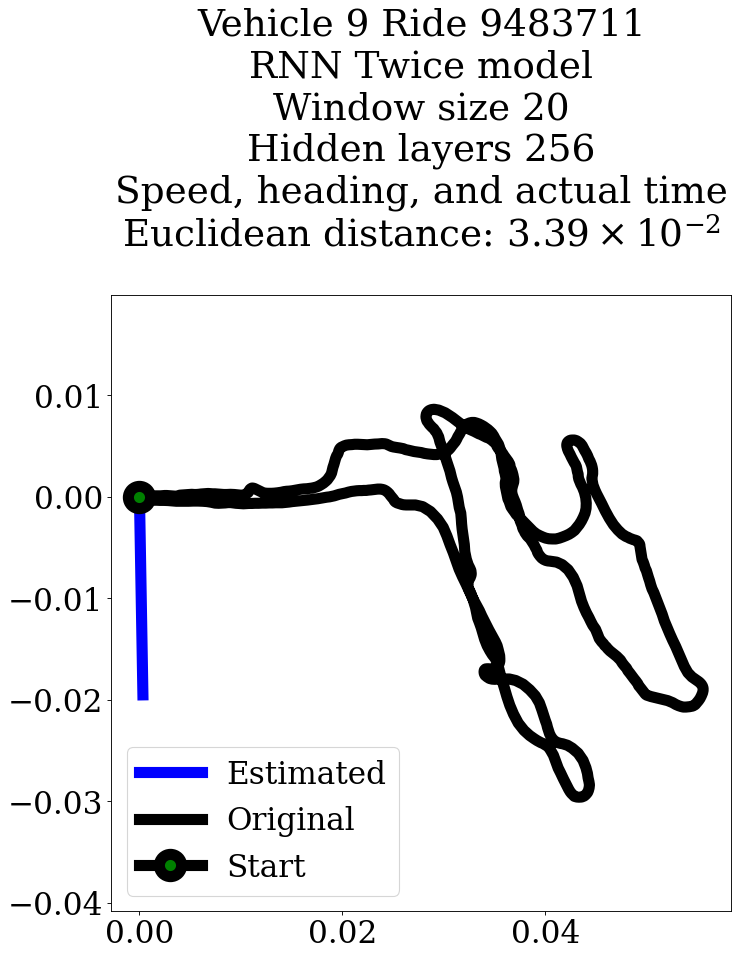 Vehicle 9 Ride 9483711
RNN Twice model
Window size 20
Hidden layers 256
Speed, heading, and actual time
Euclidean distance: 3.39 × 10⁻²
0.01
0.00
−0.01
−0.02
−0.03
−0.04
Estimated
Original
Start
0.00 0.02 0.04